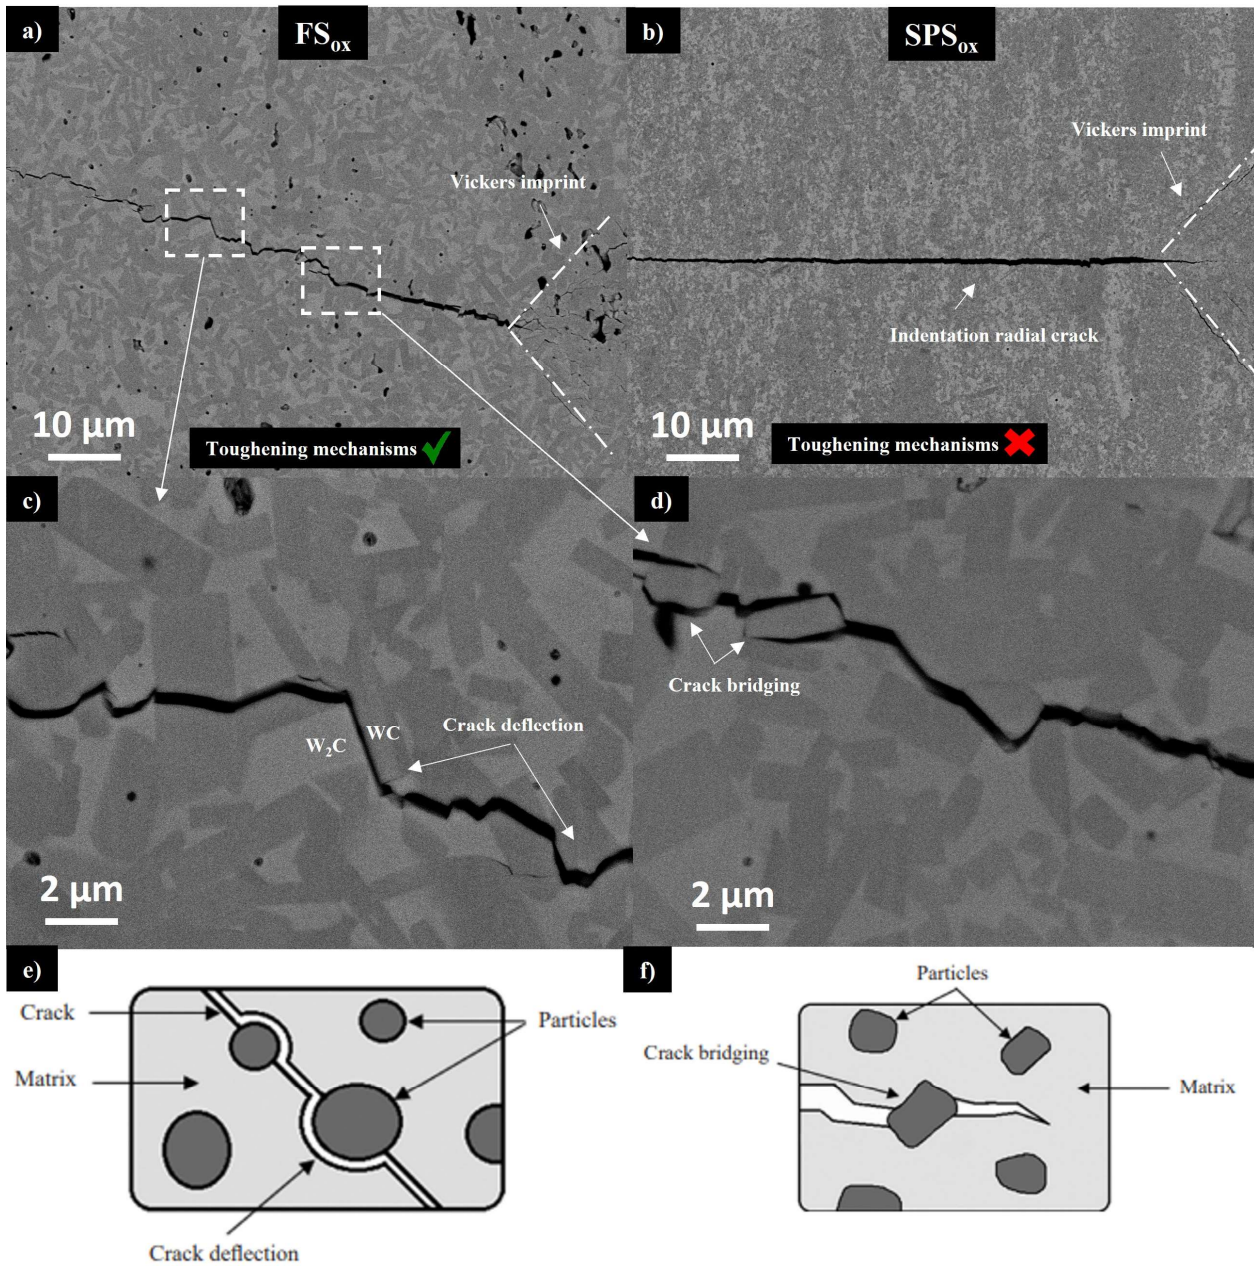 a)
FSox
b)
SPSox
Vickers imprint
Vickers imprint
Indentation radial crack
10 µm
Toughening mechanisms
10 µm
Toughening mechanisms
c)
d)
Crack bridging
W₂C
WC
Crack deflection
2 µm
2 µm
e)
Crack
Particles
Matrix
Crack deflection
f)
Particles
Crack bridging
Matrix